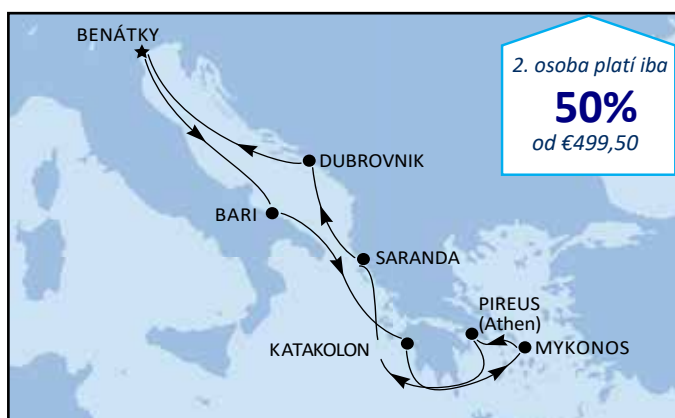 BENÁTKY
2. osoba platí iba
50%
od €499,50
DUBROVNIK
BARI
SARANDA
PIREUS
(Athen)
KATAKOLON
MYKONOS